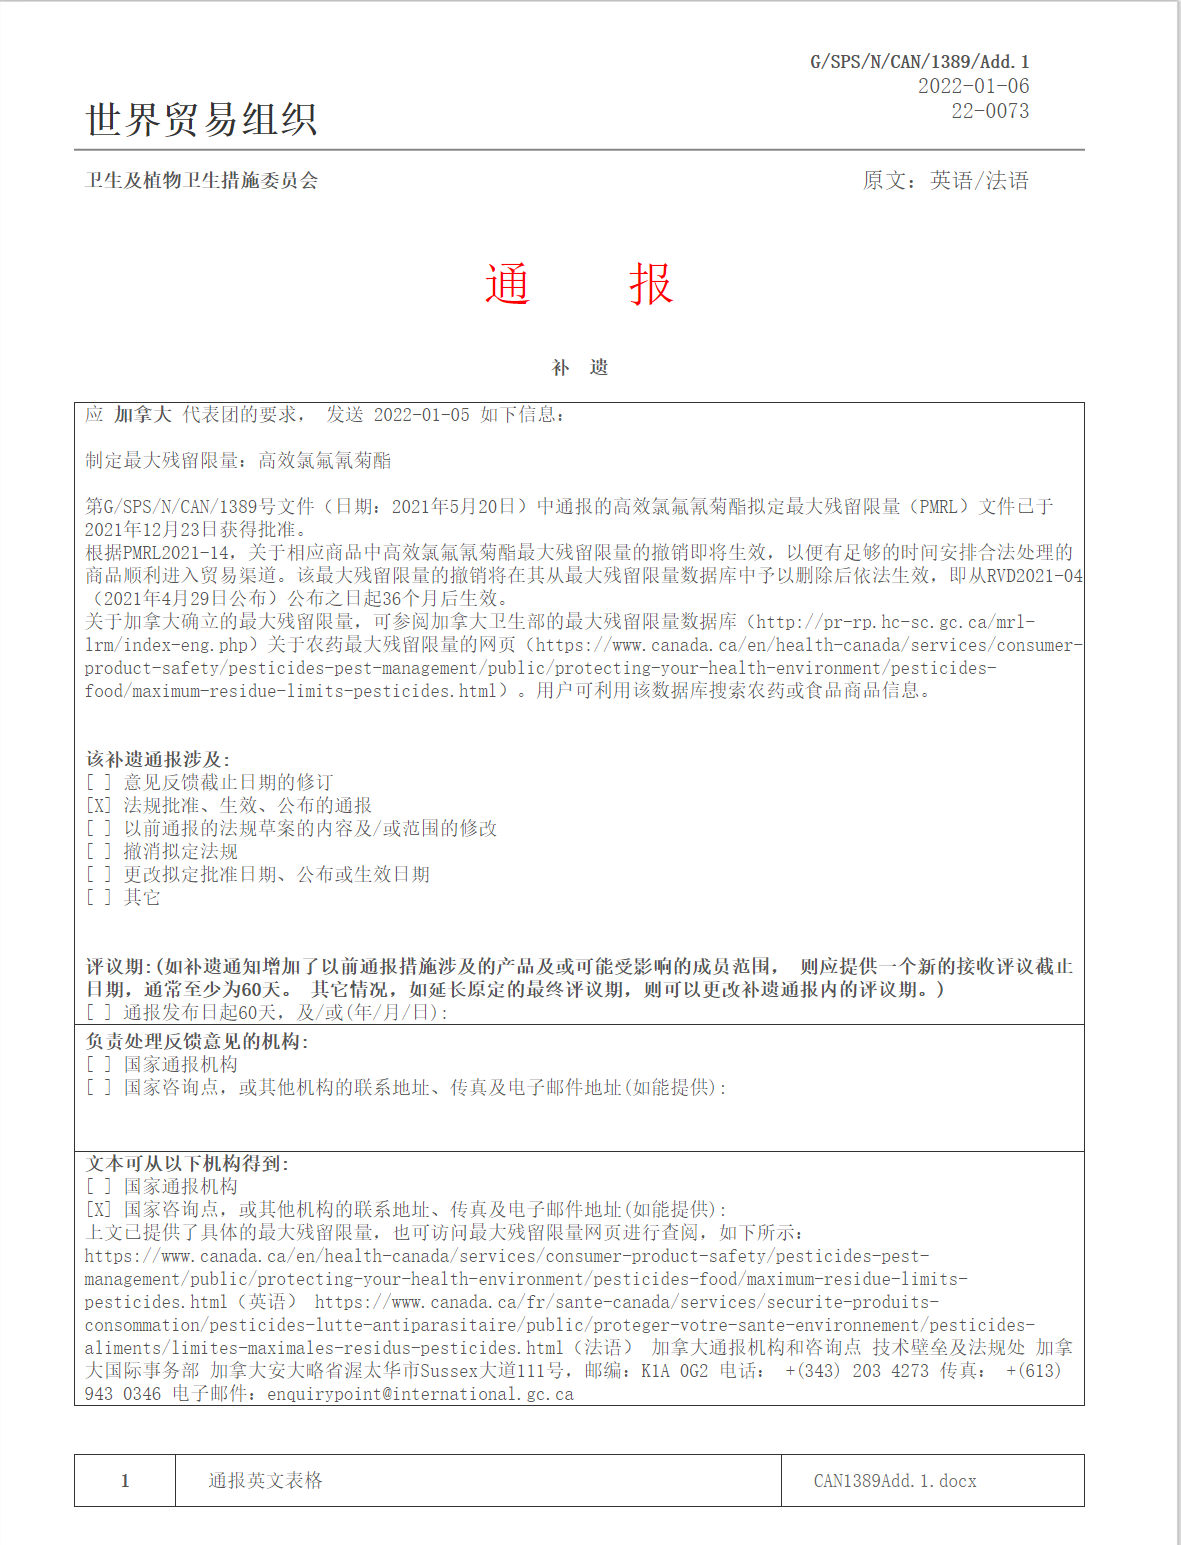 G/SPS/N/CAN/1389/Add.1
2022-01-06
22-0073
世界贸易组织
卫生及植物卫生措施委员会
原文：英语/法语
通 报
补 遗
应 加拿大 代表团的要求， 发送 2022-01-05 如下信息：
制定最大残留限量：高效氯氟氰菊酯
第G/SPS/N/CAN/1389号文件（日期：2021年5月20日）中通报的高效氯氟氰菊酯拟定最大残留限量（PMRL）文件已于
2021年12月23日获得批准。
根据PMRL2021-14，关于相应商品中高效氯氟氰菊酯最大残留限量的撤销即将生效，以便有足够的时间安排合法处理的
商品顺利进入贸易渠道。该最大残留限量的撤销将在其从最大残留限量数据库中予以删除后依法生效，即从RVD2021-04
（2021年4月29日公布）公布之日起36个月后生效。
关于加拿大确立的最大残留限量，可参阅加拿大卫生部的最大残留限量数据库（http://pr-rp.hc-sc.gc.ca/mrl-
lrm/index-eng.php）关于农药最大残留限量的网页（https://www.canada.ca/en/health-canada/services/consumer-
product-safety/pesticides-pest-management/public/protecting-your-health-environment/pesticides-
food/maximum-residue-limits-pesticides.html）。用户可利用该数据库搜索农药或食品商品信息。
该补遗通报涉及:
[ ] 意见反馈截止日期的修订
[X] 法规批准、生效、公布的通报
[ ] 以前通报的法规草案的内容及/或范围的修改
[ ] 撤消拟定法规
[ ] 更改拟定批准日期、公布或生效日期
[ ] 其它
评议期:(如补遗通知增加了以前通报措施涉及的产品及或可能受影响的成员范围， 则应提供一个新的接收评议截止
日期，通常至少为60天。 其它情况，如延长原定的最终评议期，则可以更改补遗通报内的评议期。)
[ ] 通报发布日起60天，及/或(年/月/日):
负责处理反馈意见的机构:
[ ] 国家通报机构
[ ] 国家咨询点，或其他机构的联系地址、传真及电子邮件地址(如能提供):
文本可从以下机构得到:
[ ] 国家通报机构
[X] 国家咨询点，或其他机构的联系地址、传真及电子邮件地址(如能提供):
上文已提供了具体的最大残留限量，也可访问最大残留限量网页进行查阅，如下所示：
https://www.canada.ca/en/health-canada/services/consumer-product-safety/pesticides-pest-
management/public/protecting-your-health-environment/pesticides-food/maximum-residue-limits-
pesticides.html（英语） https://www.canada.ca/fr/sante-canada/services/securite-produits-
consommation/pesticides-lutte-antiparasitaire/public/proteger-votre-sante-environnement/pesticides-
aliments/limites-maximales-residus-pesticides.html（法语） 加拿大通报机构和咨询点 技术壁垒及法规处 加拿
大国际事务部 加拿大安大略省渥太华市Sussex大道111号，邮编：K1A 0G2 电话： +(343) 203 4273 传真： +(613)
943 0346 电子邮件：enquirypoint@international.gc.ca
1 通报英文表格 CAN1389Add.1.docx